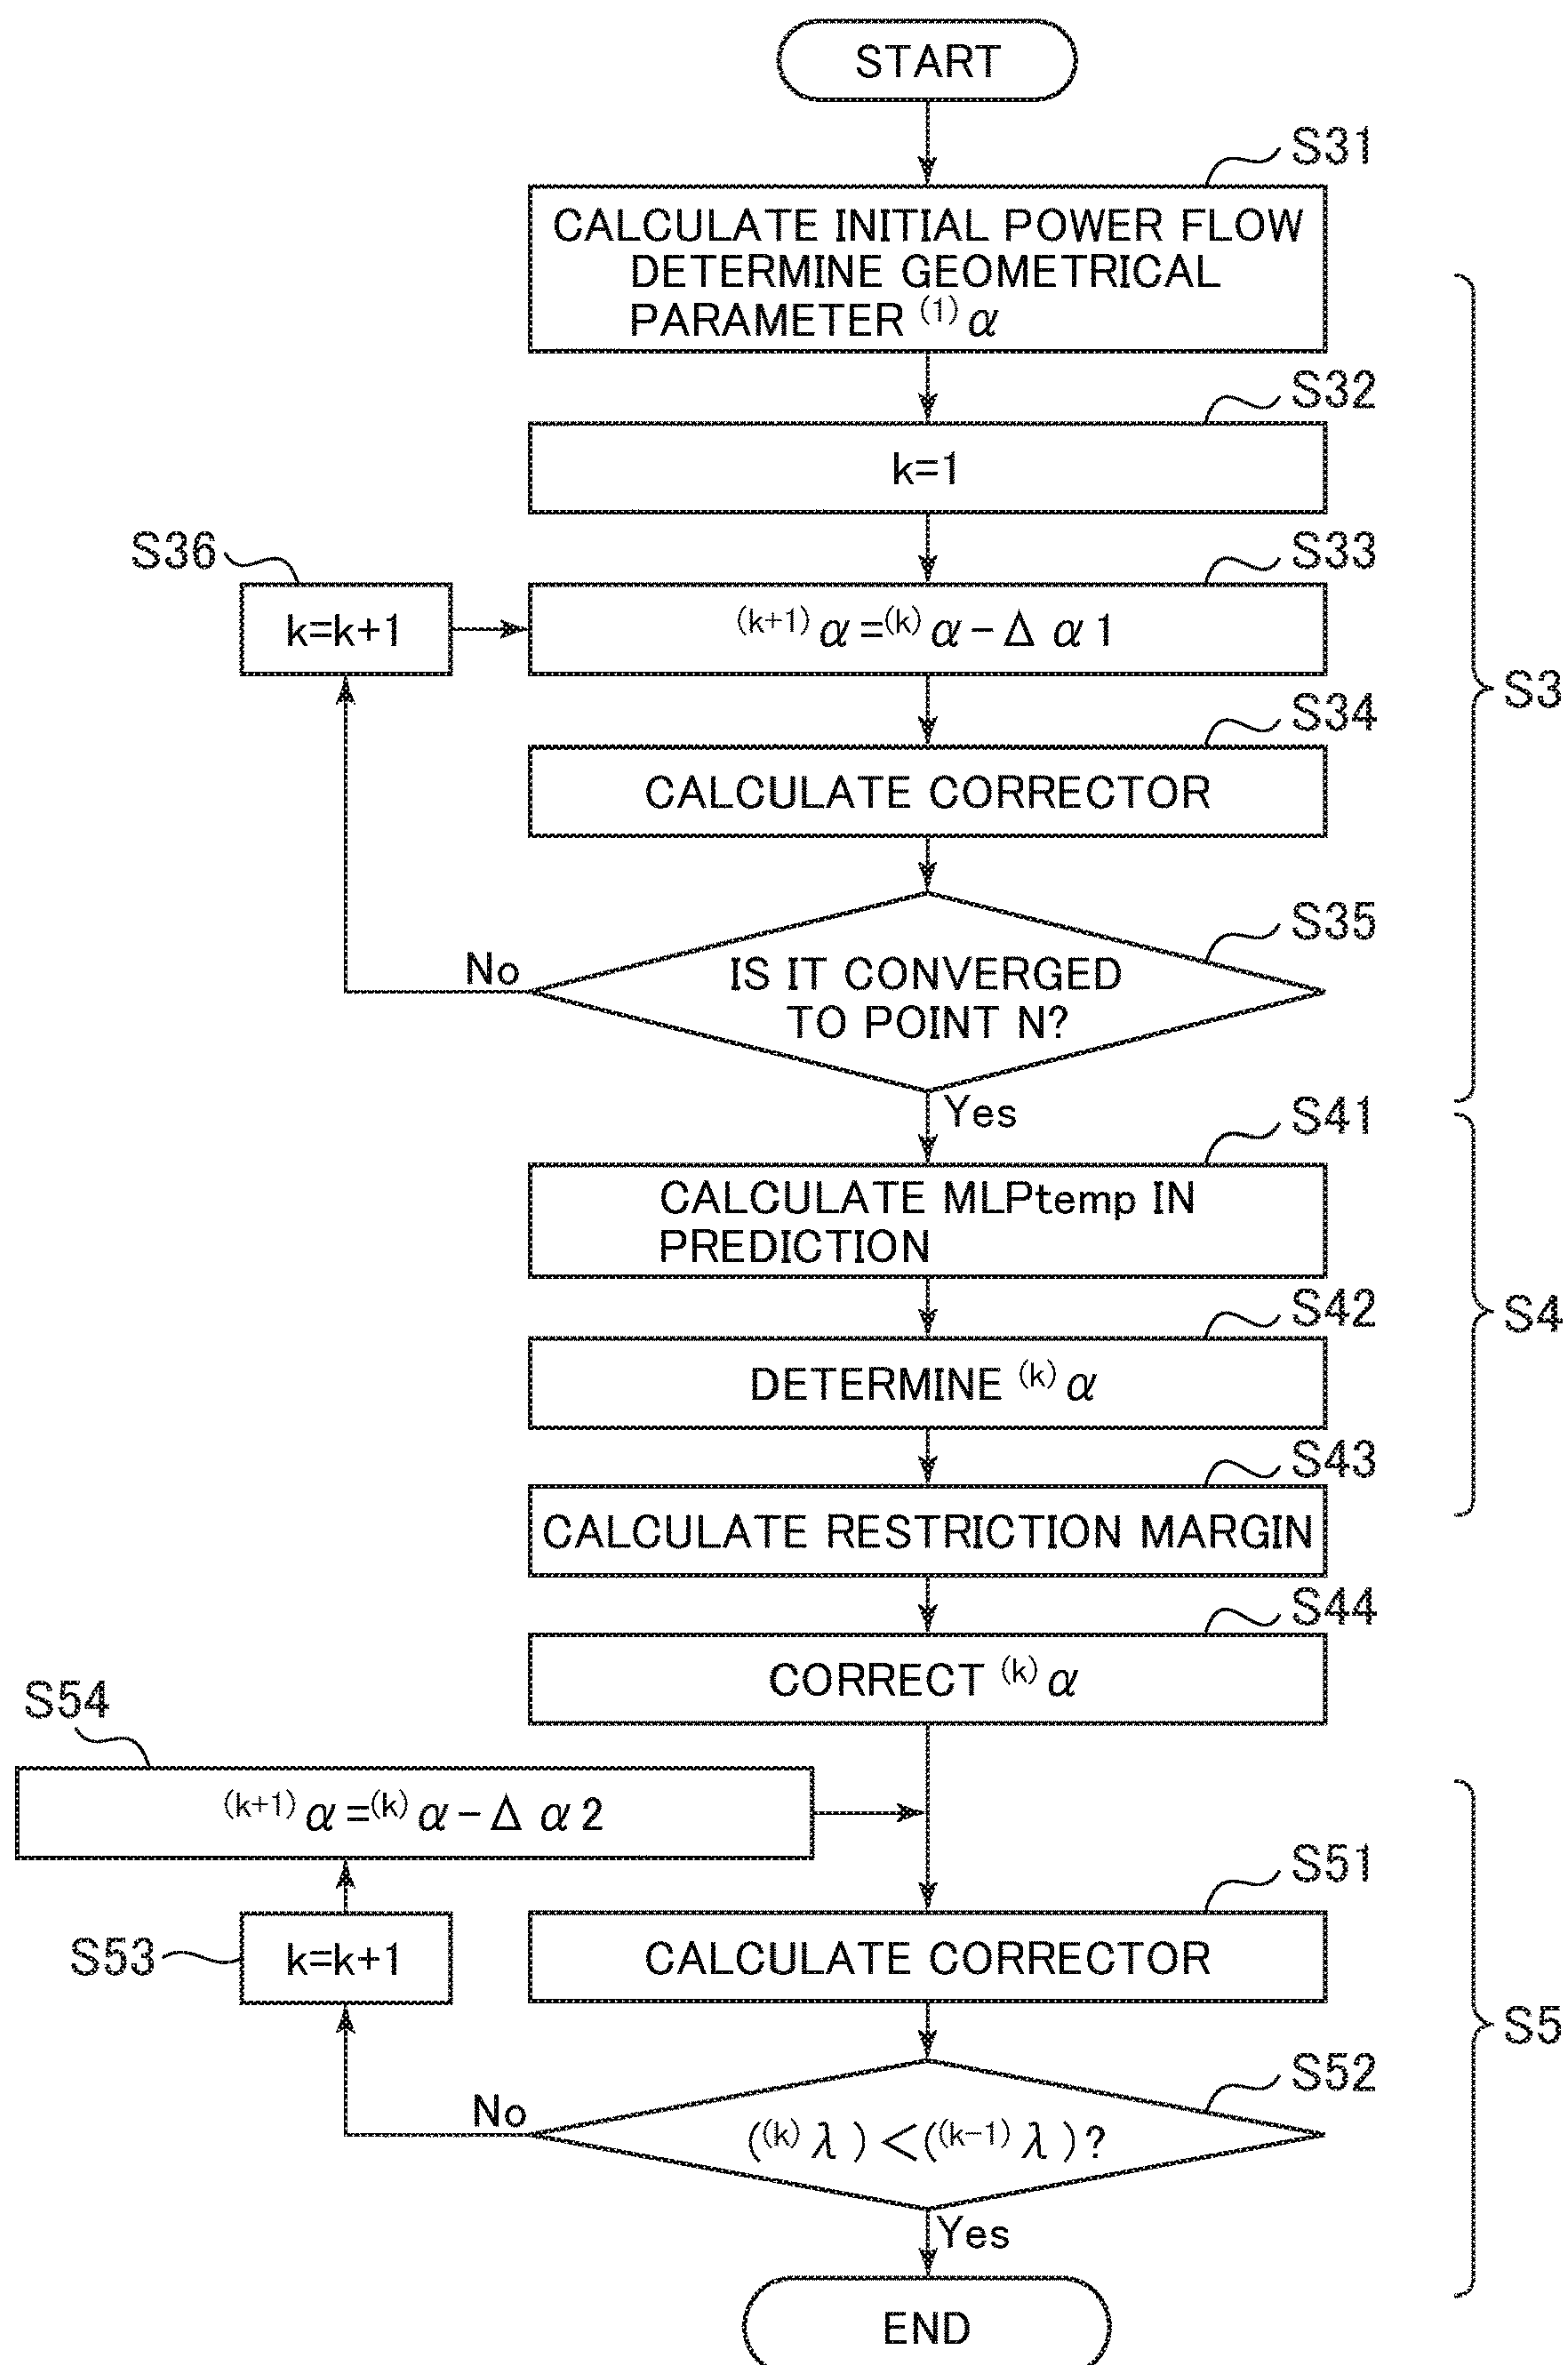 START
S31
CALCULATE INITIAL POWER FLOW
DETERMINE GEOMETRICAL
PARAMETER (1) α
S32
k=1
S36
k=k+1
S33
(k+1) α =(k) α - Δ α 1
S3
S34
CALCULATE CORRECTOR
S35
IS IT CONVERGED
TO POINT N?
No
Yes
S41
CALCULATE MLPtemp IN
PREDICTION
S42
DETERMINE (k) α
S4
S43
CALCULATE RESTRICTION MARGIN
S44
CORRECT (k) α
S54
(k+1) α =(k) α - Δ α 2
S51
CALCULATE CORRECTOR
S53
k=k+1
S5
S52
((k) λ ) <((k-1) λ )?
No
Yes
END